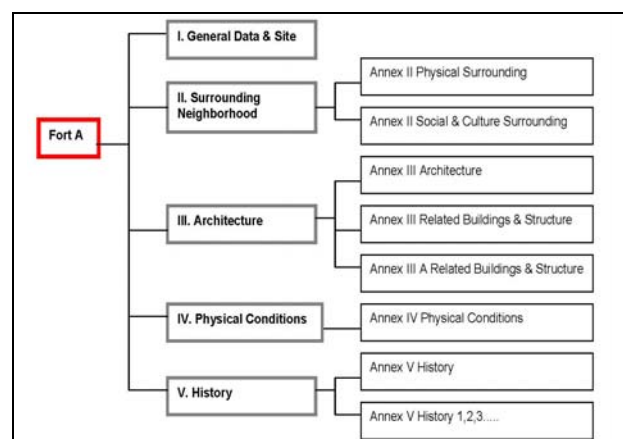 Fort A
I. General Data & Site
II. Surrounding
Neighborhood
Annex II Physical Surrounding
Annex II Social & Culture Surrounding
III. Architecture
Annex III Architecture
Annex III Related Buildings & Structure
Annex III A Related Buildings & Structure
IV. Physical Conditions
Annex IV Physical Conditions
V. History
Annex V History
Annex V History 1,2,3.....